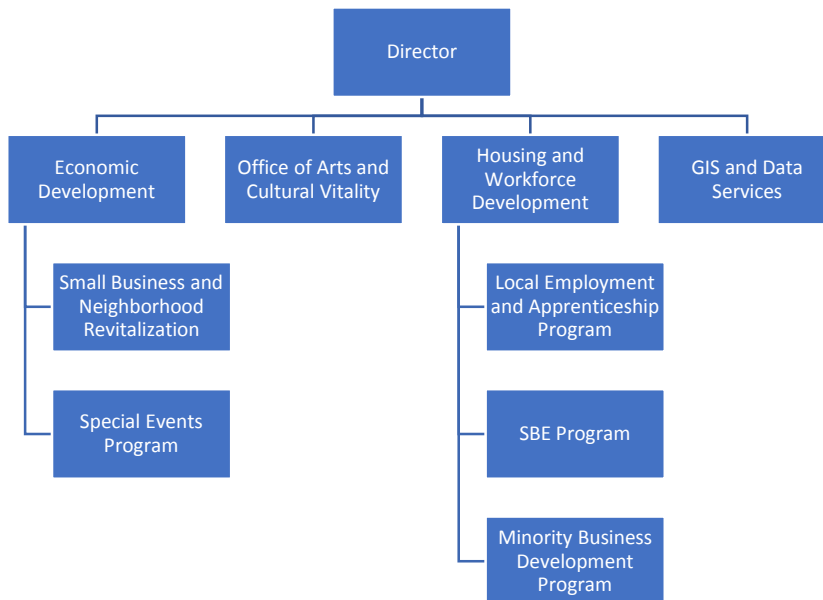 Director
Economic
Development
Office of Arts and
Cultural Vitality
Housing and
Workforce
Development
GIS and Data
Services
Small Business and
Neighborhood
Revitalization
Local Employment
and Apprenticeship
Program
Special Events
Program
SBE Program
Minority Business
Development
Program